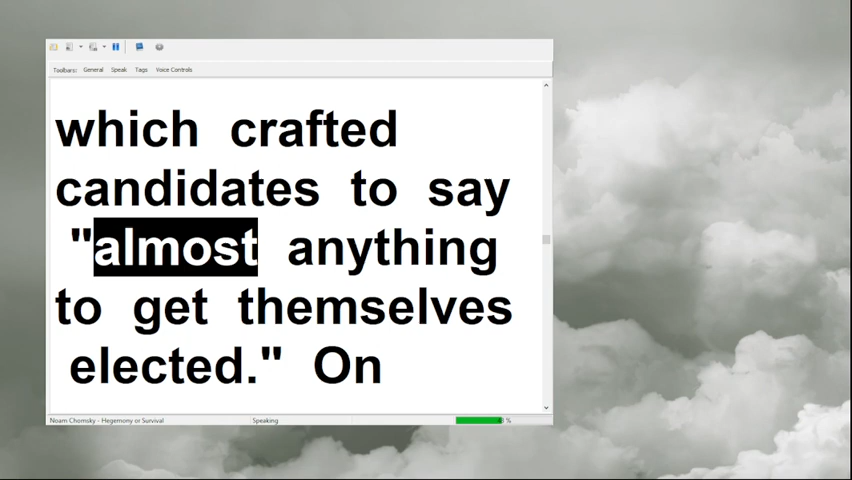 Toolbars: General Speak Tags Voice Controls
which crafted
candidates to say
"almost anything
to get themselves
elected." On
Noam Chomsky - Hegemony or Survival Speaking %